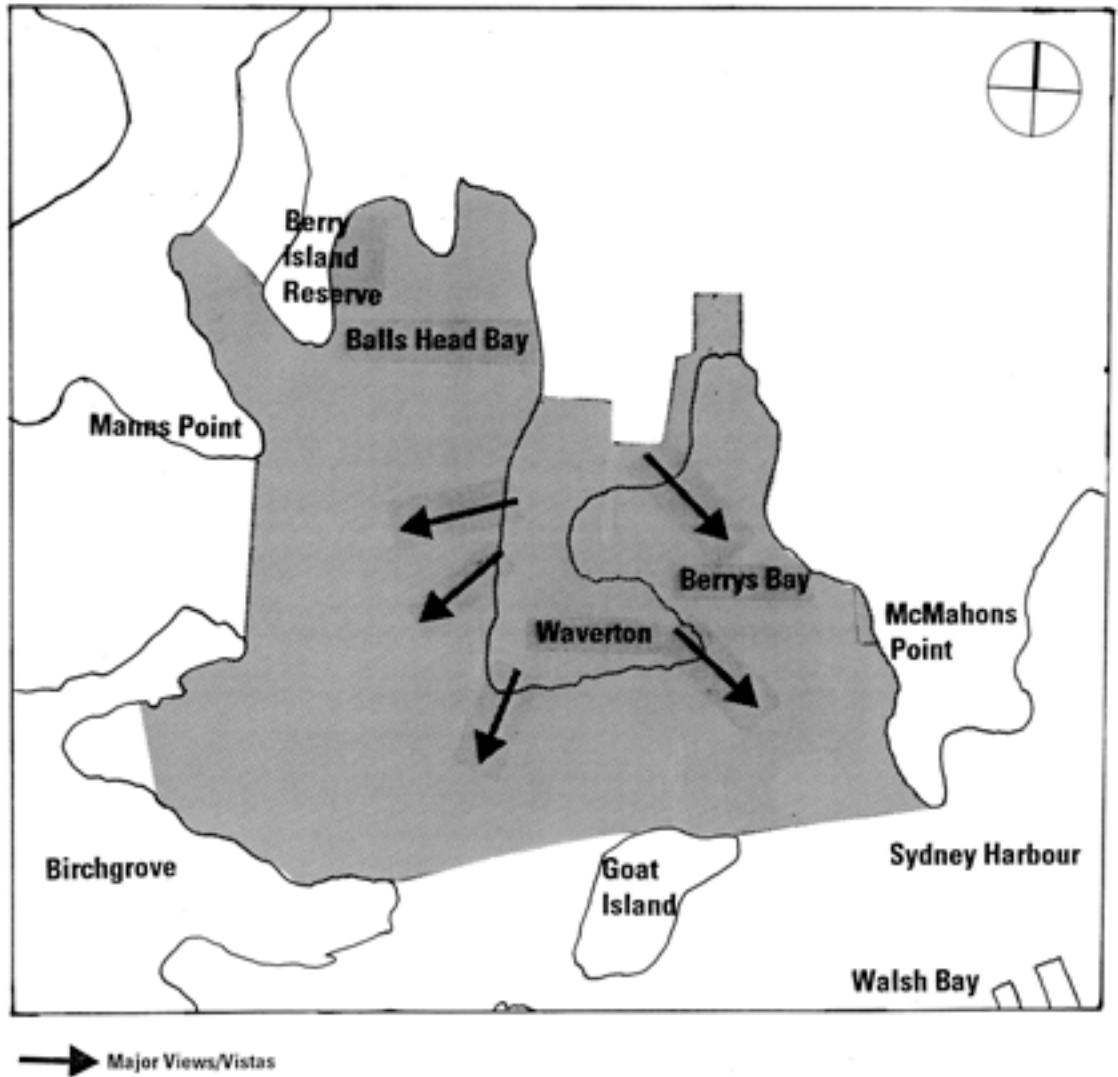 Berry
Island
Reserve
Balls Head Bay
Manns Point
Berrys Bay
Waverton
McMahons
Point
Birchgrove
Goat
Island
Sydney Harbour
Walsh Bay
Major Views/Vistas